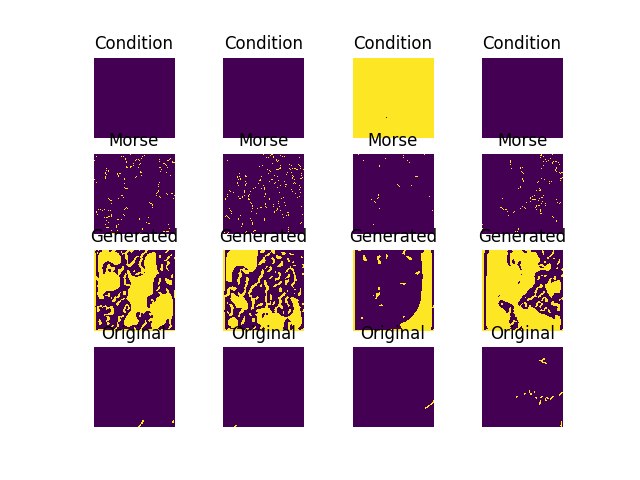 Condition Condition Condition Condition
Morse Morse Morse Morse
Generated Generated Generated Generated
Original Original Original Original